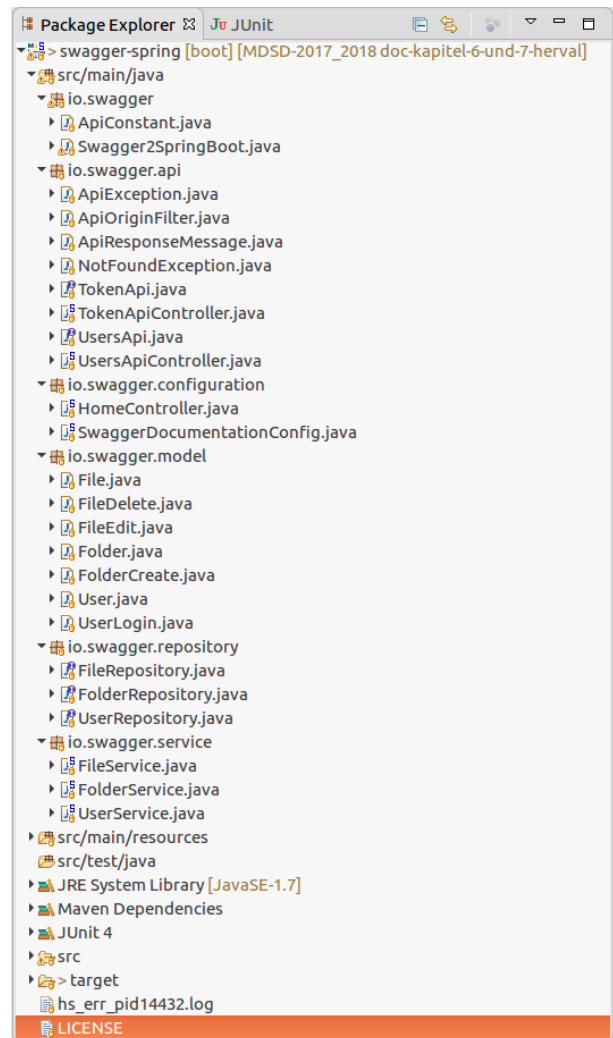 Package Explorer JUnit
> swagger-spring [boot] [MDSD-2017_2018 doc-kapitel-6-und-7-herval]
src/main/java
io.swagger
ApiConstant.java
Swagger2SpringBoot.java
io.swagger.api
ApiException.java
ApiOriginFilter.java
ApiResponseMessage.java
NotFoundException.java
TokenApi.java
TokenApiController.java
UsersApi.java
UsersApiController.java
io.swagger.configuration
HomeController.java
SwaggerDocumentationConfig.java
io.swagger.model
File.java
FileDelete.java
FileEdit.java
Folder.java
FolderCreate.java
User.java
UserLogin.java
io.swagger.repository
FileRepository.java
FolderRepository.java
UserRepository.java
io.swagger.service
FileService.java
FolderService.java
UserService.java
src/main/resources
src/test/java
JRE System Library [JavaSE-1.7]
Maven Dependencies
JUnit 4
src
> target
hs_err_pid14432.log
LICENSE